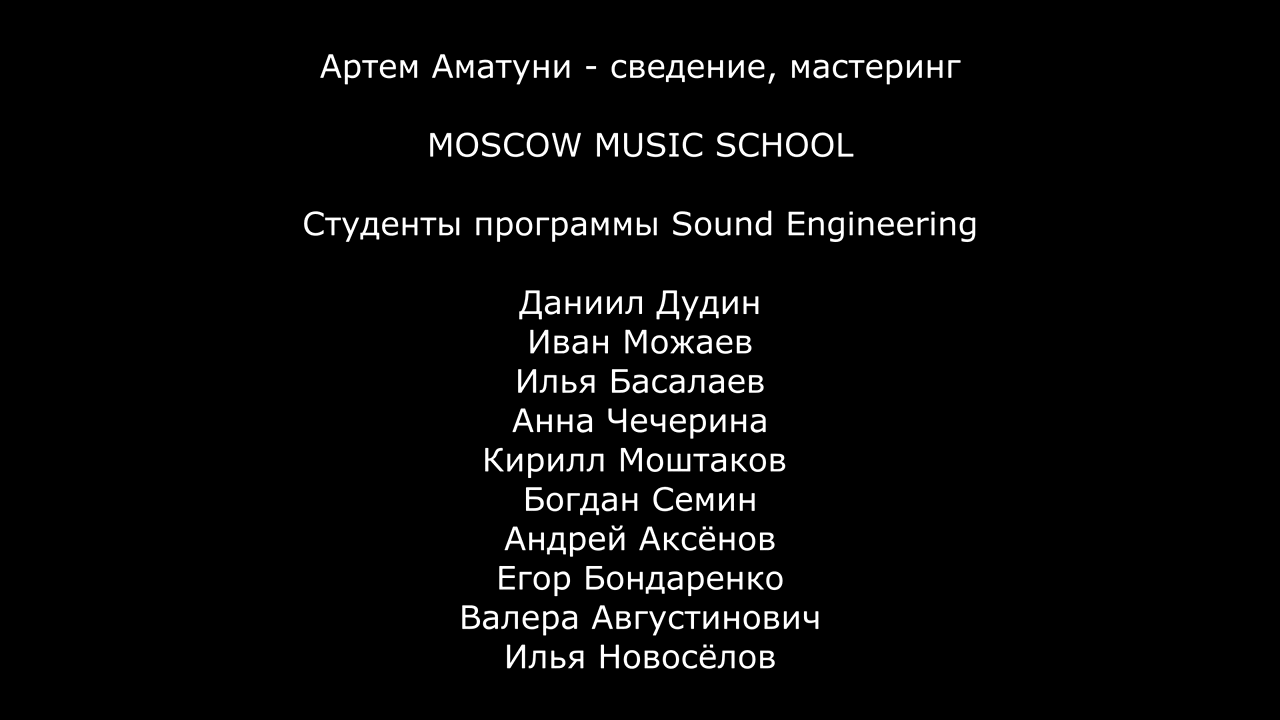 Артем Аматуни - сведение, мастеринг
MOSCOW MUSIC SCHOOL
Студенты программы Sound Engineering
Даниил Дудин
Иван Можаев
Илья Басалаев
Анна Чечерина
Кирилл Моштаков
Богдан Семин
Андрей Аксёнов
Егор Бондаренко
Валера Августинович
Илья Новосёлов